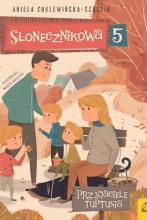 ANIELA CHOLEWIŃSKA-SZKOLIK
SŁONECZNIKOWA 5
PRZYJACIELE
TUPTUSIA